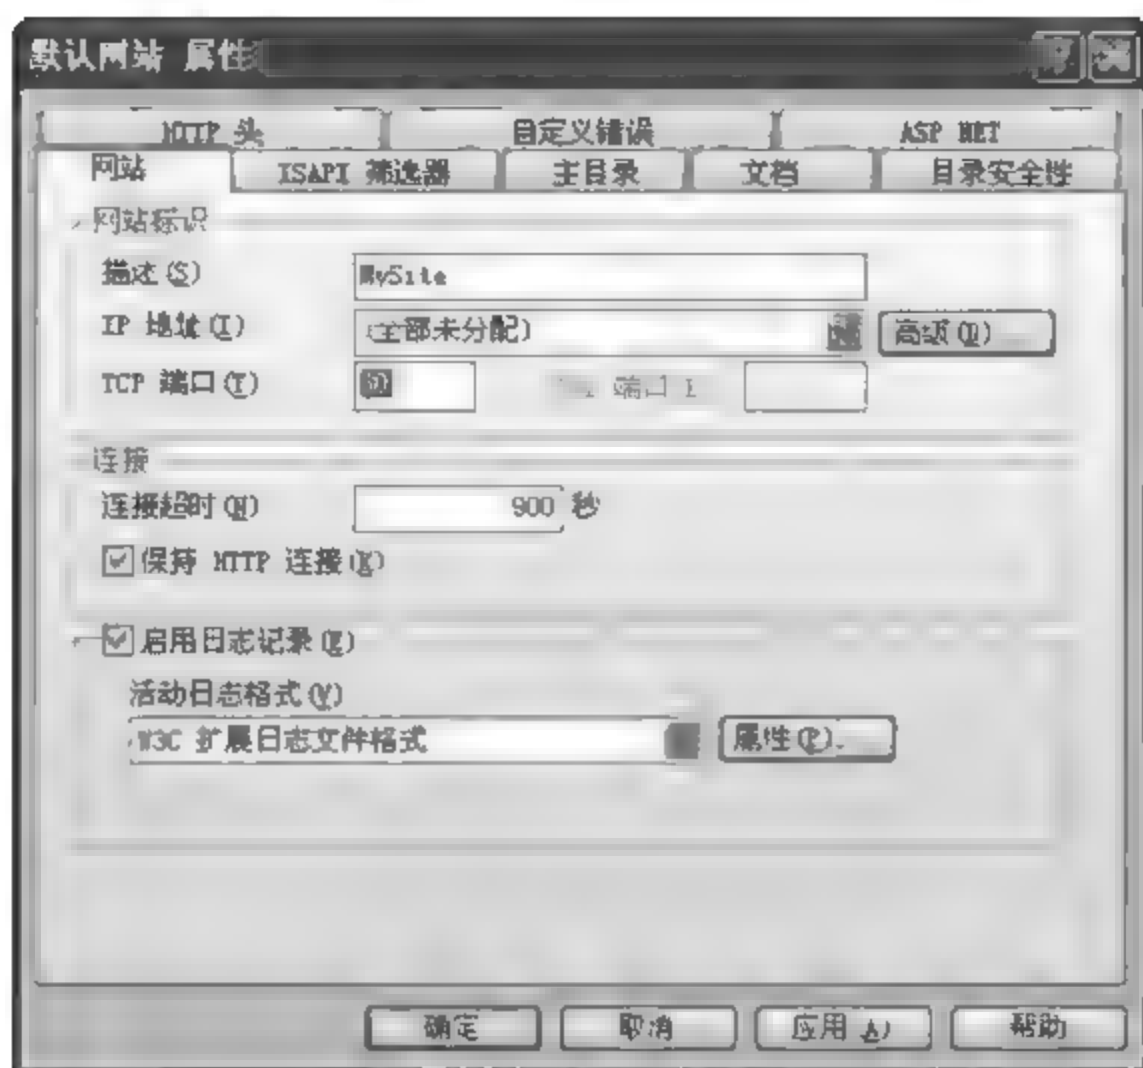 默认网站 属性
HTTP 头 自定义错误 ASP NET
网站 ISAPI 筛选器 主目录 文档 目录安全性
网站标识
描述(S) MySite
IP 地址(I) (全部未分配) 高级(D)
TCP 端口(T) 端口
连接
连接超时(N) 900 秒
保持 HTTP 连接(K)
启用日志记录(E)
活动日志格式(V)
W3C 扩展日志文件格式 属性(P)
确定 取消 应用(A) 帮助